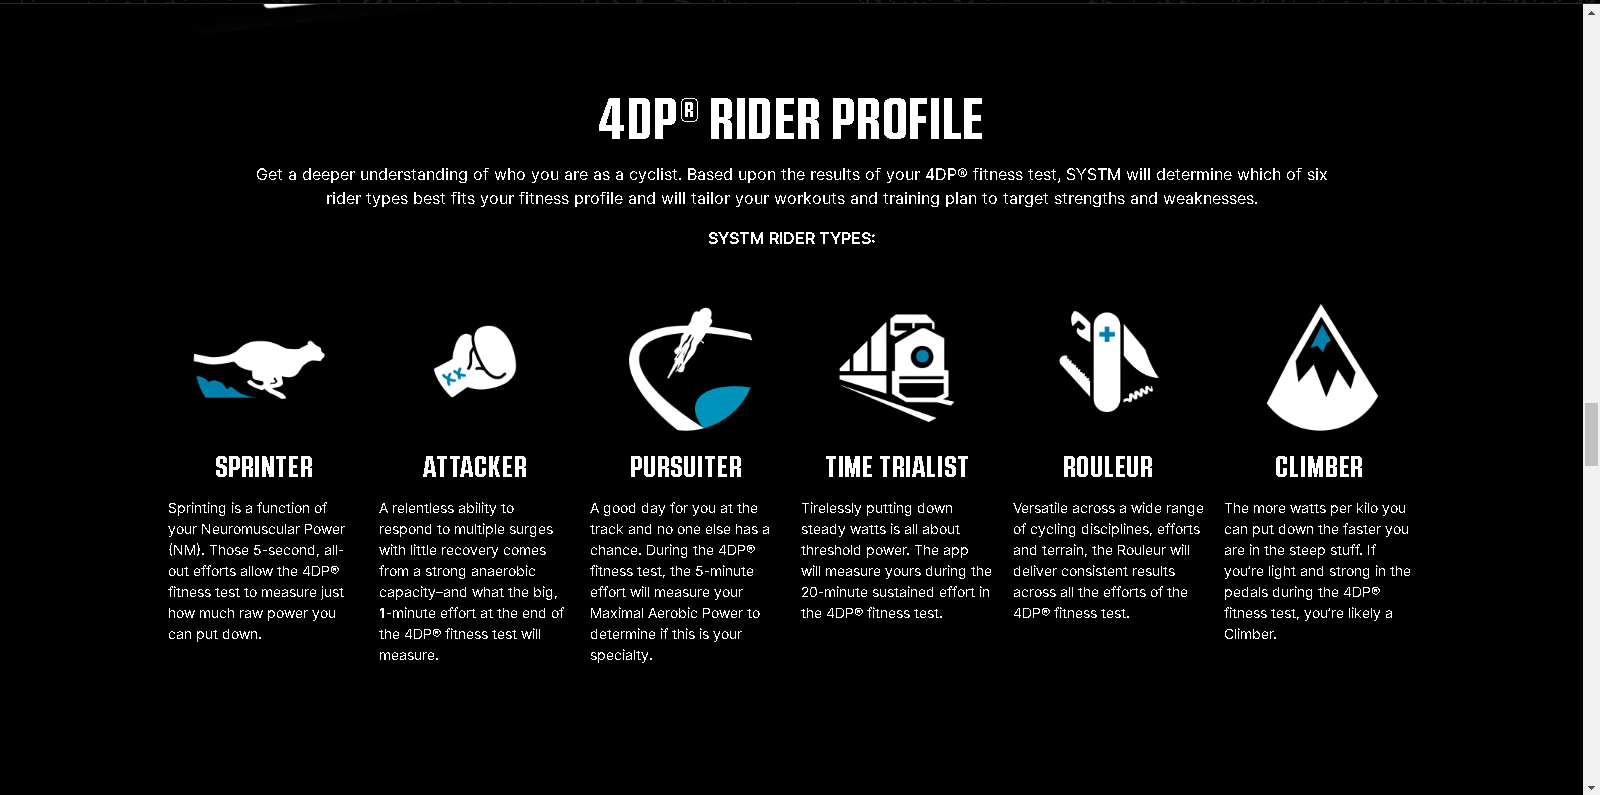 4DP® RIDER PROFILE
Get a deeper understanding of who you are as a cyclist. Based upon the results of your 4DP® fitness test, SYSTM will determine which of six
rider types best fits your fitness profile and will tailor your workouts and training plan to target strengths and weaknesses.
SYSTM RIDER TYPES:
SPRINTER
Sprinting is a function of
your Neuromuscular Power
(NM). Those 5-second, all-
out efforts allow the 4DP®
fitness test to measure just
how much raw power you
can put down.
ATTACKER
A relentless ability to
respond to multiple surges
with little recovery comes
from a strong anaerobic
capacity–and what the big,
1-minute effort at the end of
the 4DP® fitness test will
measure.
PURSUITER
A good day for you at the
track and no one else has a
chance. During the 4DP®
fitness test, the 5-minute
effort will measure your
Maximal Aerobic Power to
determine if this is your
specialty.
TIME TRIALIST
Tirelessly putting down
steady watts is all about
threshold power. The app
will measure yours during the
20-minute sustained effort in
the 4DP® fitness test.
ROULEUR
Versatile across a wide range
of cycling disciplines, efforts
and terrain, the Rouleur will
deliver consistent results
across all the efforts of the
4DP® fitness test.
CLIMBER
The more watts per kilo you
can put down the faster you
are in the steep stuff. If
you’re light and strong in the
pedals during the 4DP®
fitness test, you’re likely a
Climber.